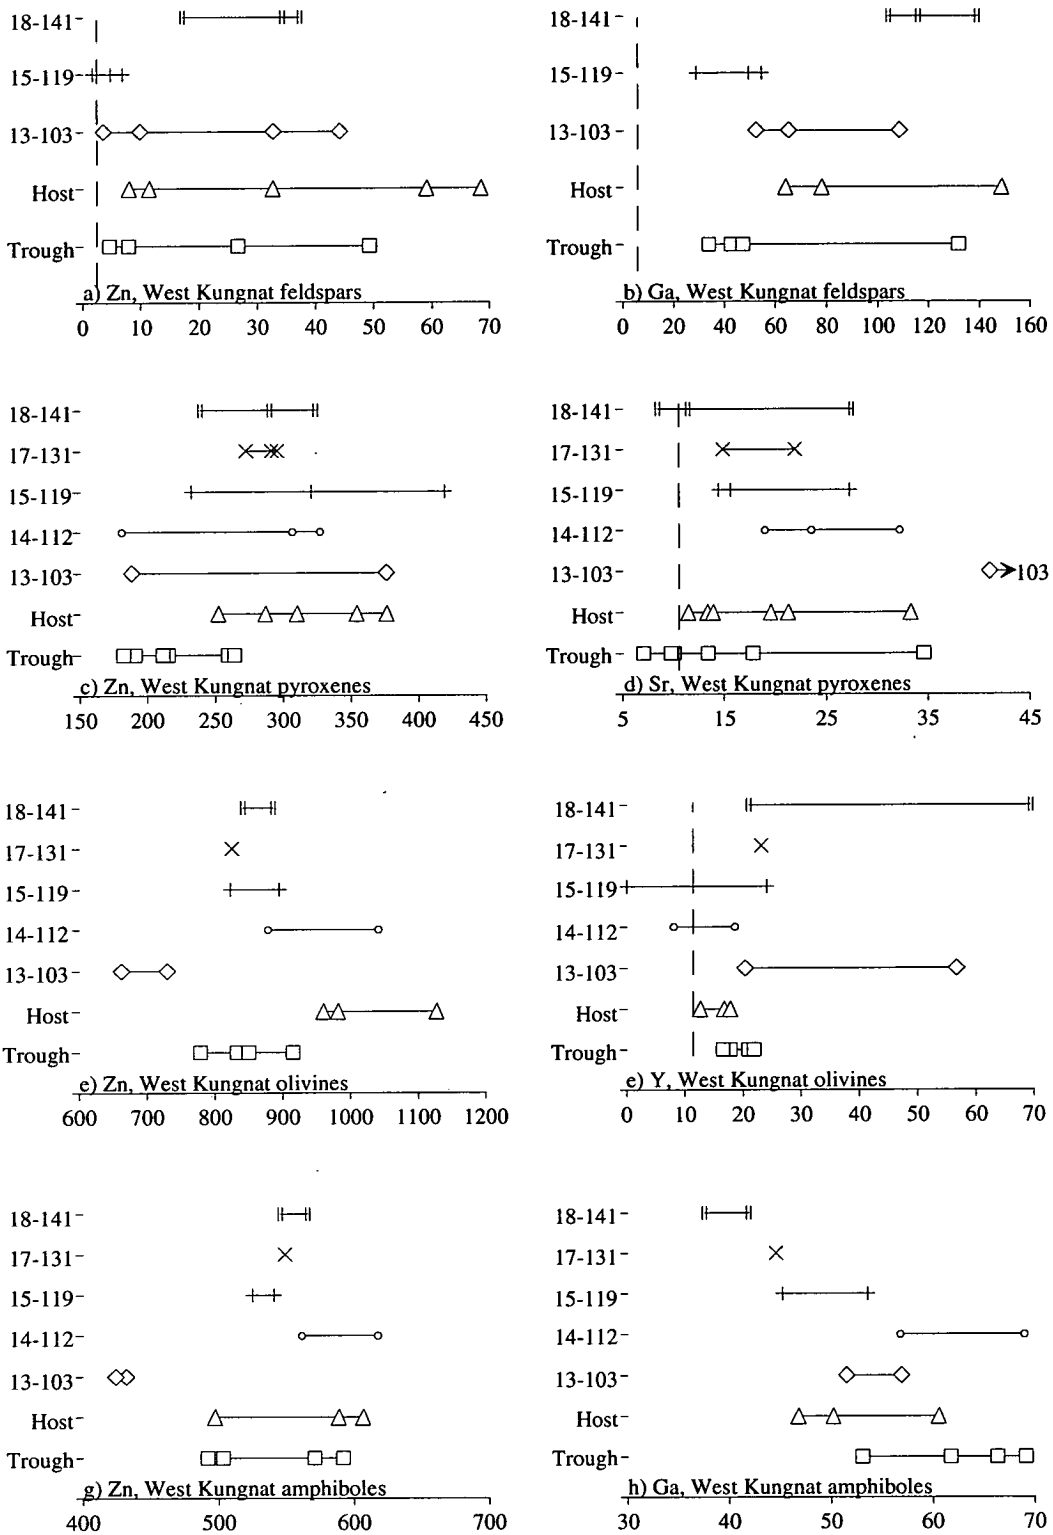 18-141
15-119
13-103
Host
Trough
a) Zn, West Kungnat feldspars
0 10 20 30 40 50 60 70
18-141
15-119
13-103
Host
Trough
b) Ga, West Kungnat feldspars
0 20 40 60 80 100 120 140 160
18-141
17-131
15-119
14-112
13-103
Host
Trough
c) Zn, West Kungnat pyroxenes
150 200 250 300 350 400 450
18-141
17-131
15-119
14-112
13-103
103
Host
Trough
d) Sr, West Kungnat pyroxenes
5 15 25 35 45
18-141
17-131
15-119
14-112
13-103
Host
Trough
e) Zn, West Kungnat olivines
600 700 800 900 1000 1100 1200
18-141
17-131
15-119
14-112
13-103
Host
Trough
e) Y, West Kungnat olivines
0 10 20 30 40 50 60 70
18-141
17-131
15-119
14-112
13-103
Host
Trough
g) Zn, West Kungnat amphiboles
400 500 600 700
18-141
17-131
15-119
14-112
13-103
Host
Trough
h) Ga, West Kungnat amphiboles
30 40 50 60 70